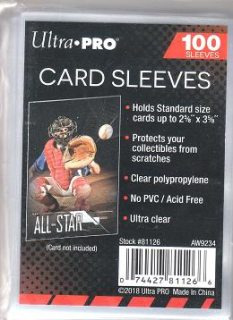 Ultra•PRO®
100
SLEEVES
CARD SLEEVES
• Holds Standard size
cards up to 2⅝" x 3⅝"
• Protects your
collectibles from
scratches
• Clear polypropylene
• No PVC / Acid Free
• Ultra clear
ALL-STAR
(Card not included)
Stock #81126
AW9234
0 74427 81126 6
©2018 Ultra PRO Made In China